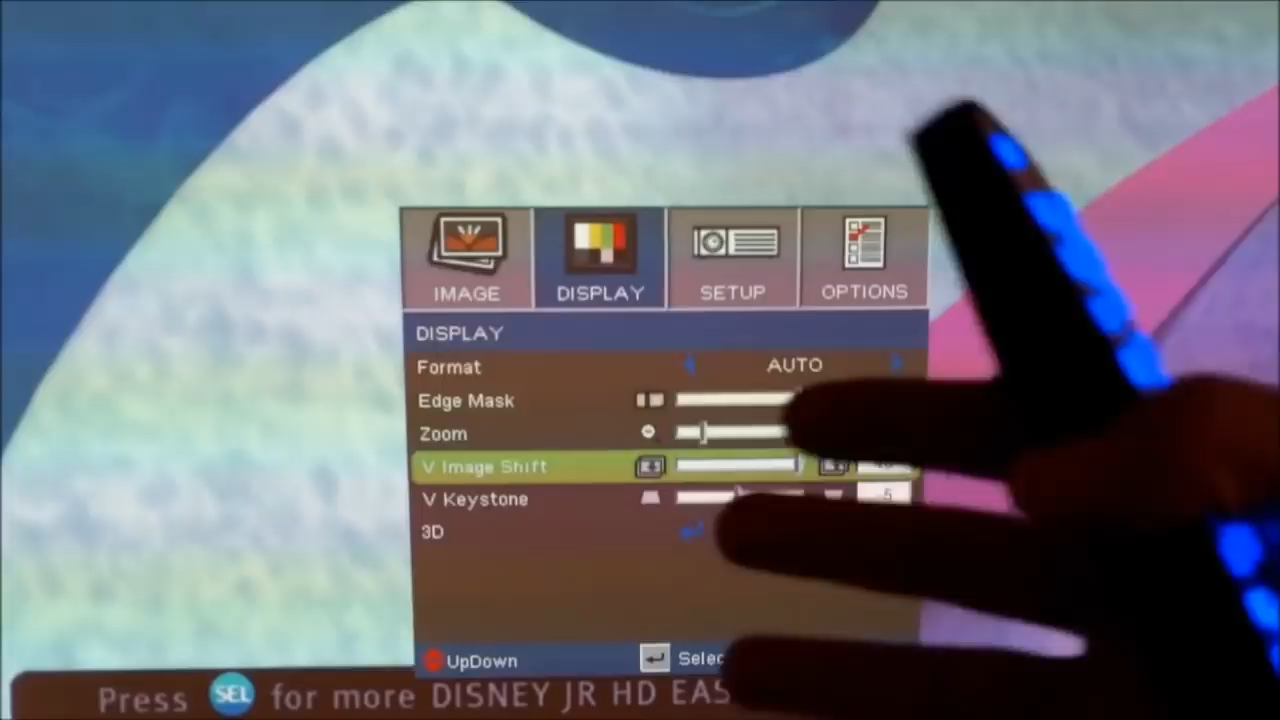 IMAGE DISPLAY SETUP OPTIONS
DISPLAY
Format AUTO
Edge Mask
Zoom
V Image Shift
V Keystone -5
3D
UpDown
Press SEL for more DISNEY JR HD